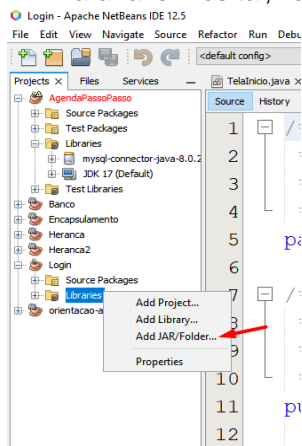 Login - Apache NetBeans IDE 12.5
File Edit View Navigate Source Refactor Run Debu
<default config>
Projects Files Services
TelaInicio.java
Source History
AgendaPassoPasso
Source Packages
Test Packages
Libraries
mysql-connector-java-8.0.2
JDK 17 (Default)
Test Libraries
Banco
Encapsulamento
Heranca
Heranca2
Login
Source Packages
Libraries
orientacao-a
Add Project...
Add Library...
Add JAR/Folder...
Properties
1 /*
2
3
4
5 pa
6
7 /*
8
9
10
11 pu
12